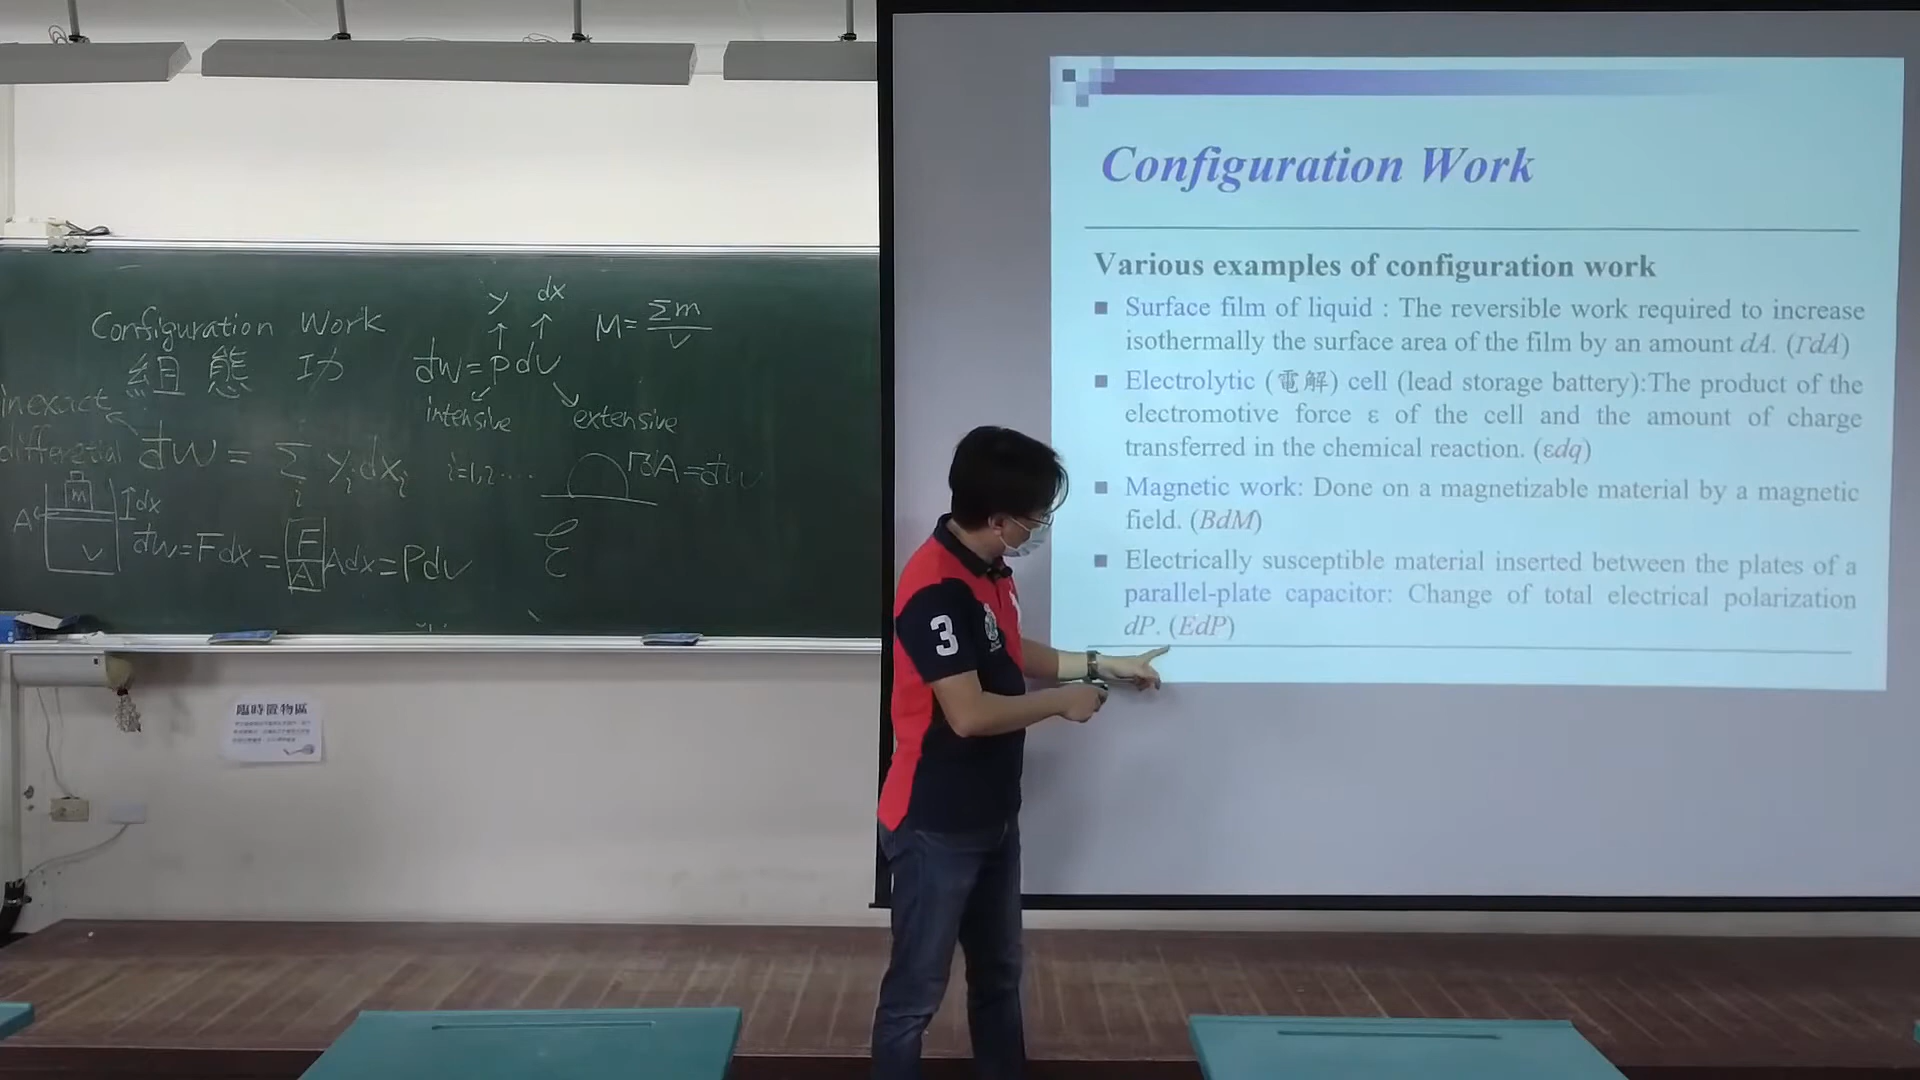 Configuration Work
組態 功
y dx
đw = pdv
intensive
extensive
M = Σm / v
inexact
differetial
đw = Σ yᵢdxᵢ i=1,2....
i
ΓdA = đw
m
dx
A
v
đw = Fdx = F/A Adx = Pdv
ξ
臨時置物區
3
Configuration Work
Various examples of configuration work
■ Surface film of liquid : The reversible work required to increase
isothermally the surface area of the film by an amount dA. (ΓdA)
■ Electrolytic (電解) cell (lead storage battery):The product of the
electromotive force ε of the cell and the amount of charge
transferred in the chemical reaction. (εdq)
■ Magnetic work: Done on a magnetizable material by a magnetic
field. (BdM)
■ Electrically susceptible material inserted between the plates of a
parallel-plate capacitor: Change of total electrical polarization
dP. (EdP)